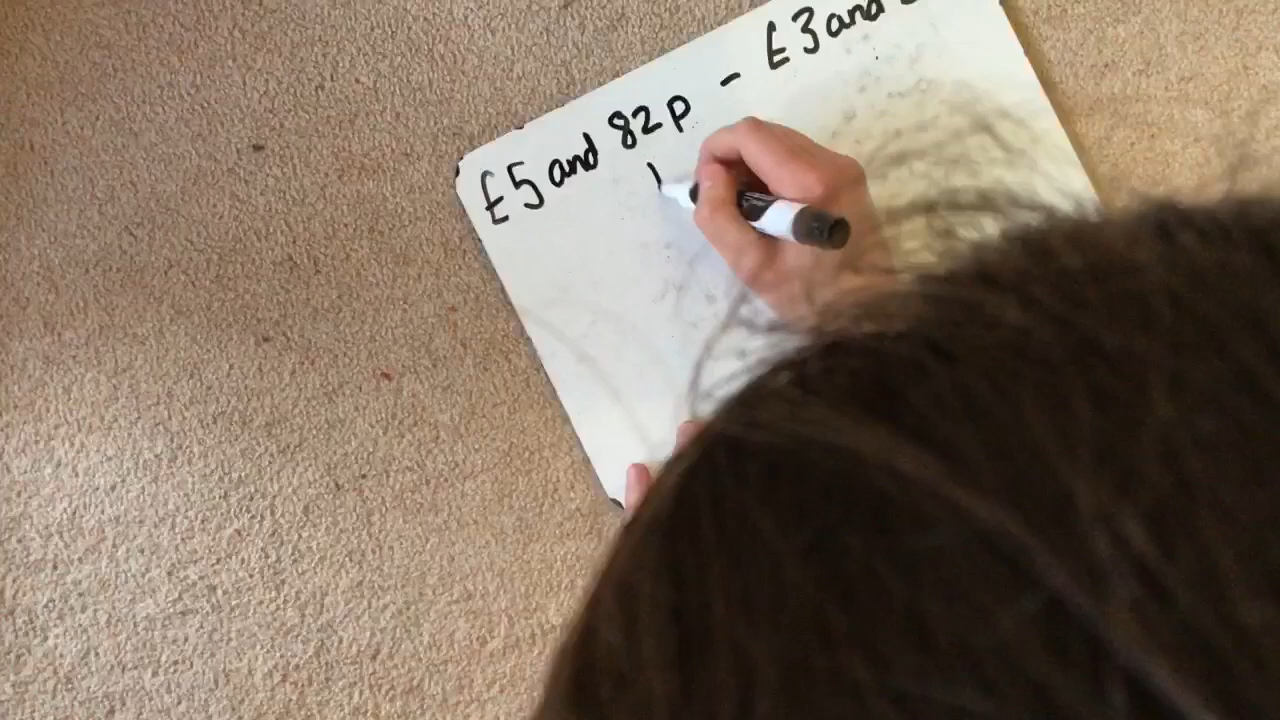 £5 and 82p - £3 and